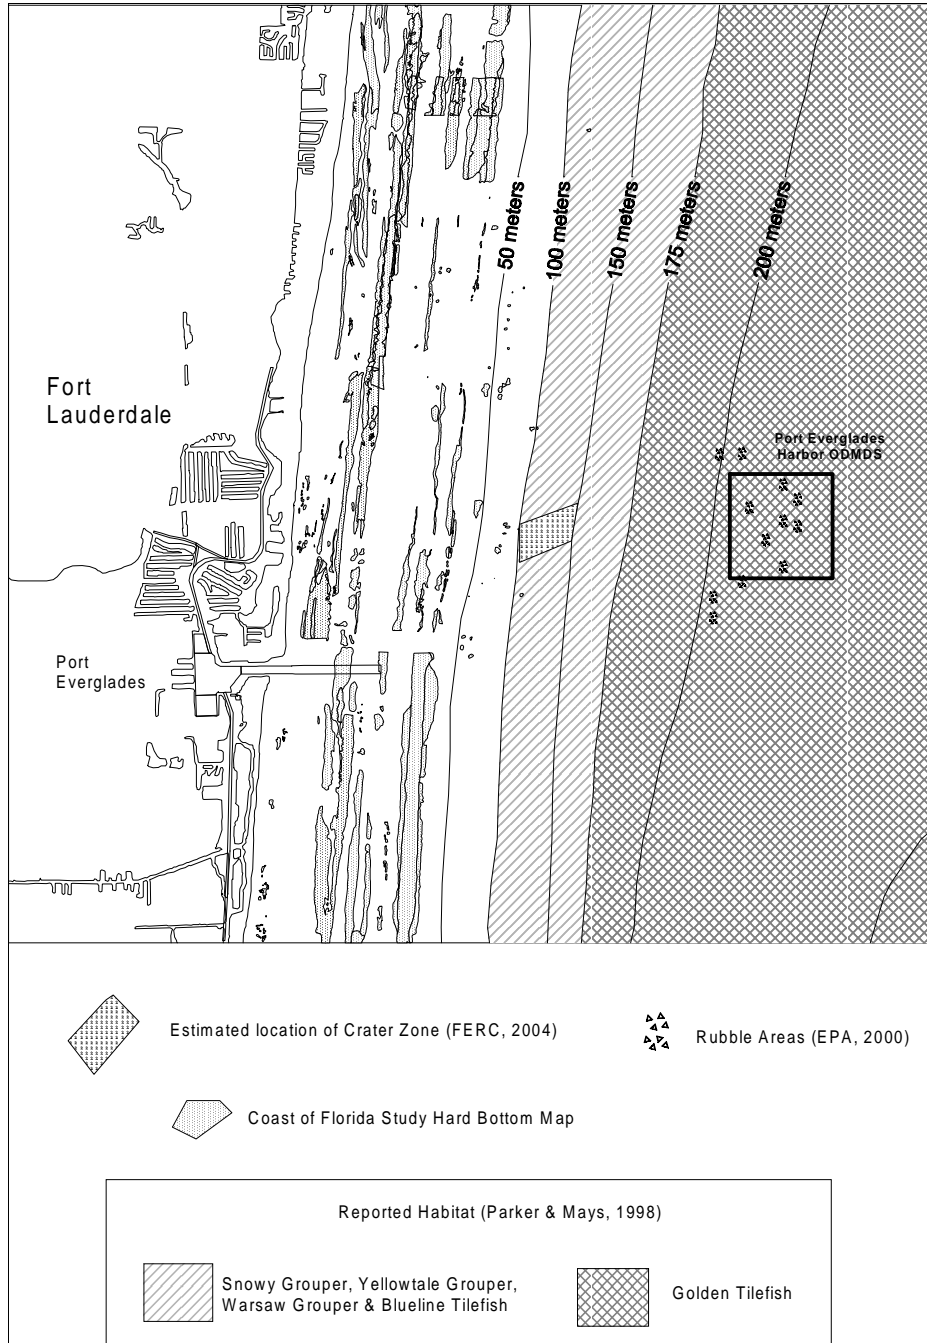 50 meters
100 meters
150 meters
175 meters
200 meters
Fort
Lauderdale
Port Everglades
Harbor ODMDS
Port
Everglades
Estimated location of Crater Zone (FERC, 2004)
Rubble Areas (EPA, 2000)
Coast of Florida Study Hard Bottom Map
Reported Habitat (Parker & Mays, 1998)
Snowy Grouper, Yellowtale Grouper,
Warsaw Grouper & Blueline Tilefish
Golden Tilefish